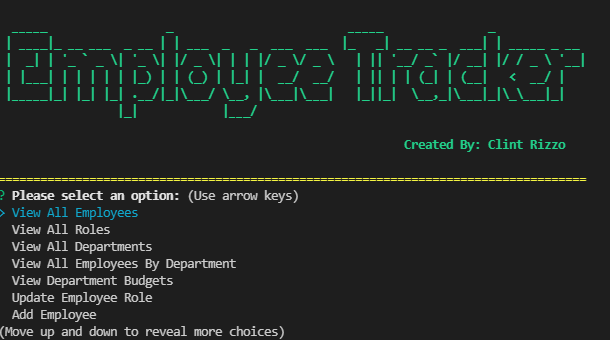 Employee Tracker
Created By: Clint Rizzo
? Please select an option: (Use arrow keys)
> View All Employees
View All Roles
View All Departments
View All Employees By Department
View Department Budgets
Update Employee Role
Add Employee
(Move up and down to reveal more choices)